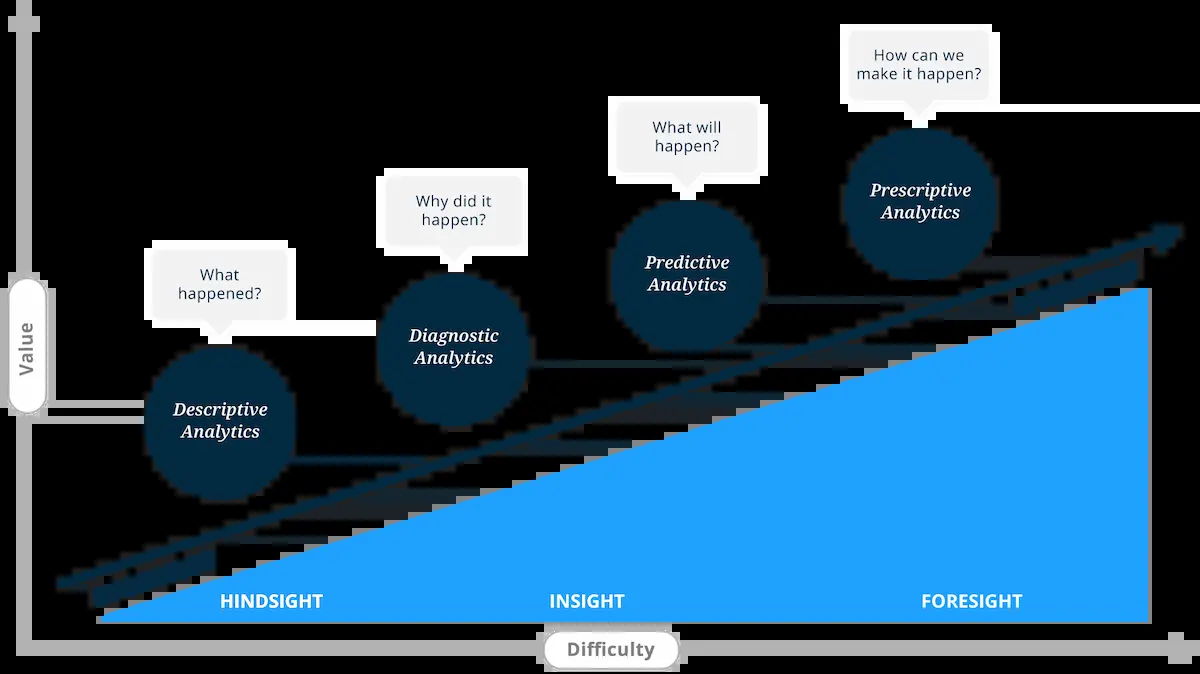 How can we
make it happen?
What will
happen?
Prescriptive
Analytics
Why did it
happen?
Predictive
Analytics
What
happened?
Diagnostic
Analytics
Value
Descriptive
Analytics
HINDSIGHT
INSIGHT
FORESIGHT
Difficulty